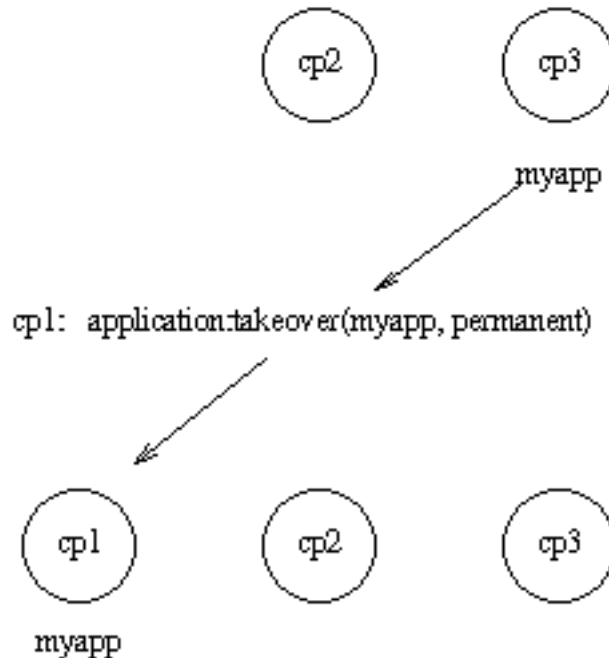 cp2 cp3
myapp
cp1: application:takeover(myapp, permanent)
cp1 cp2 cp3
myapp